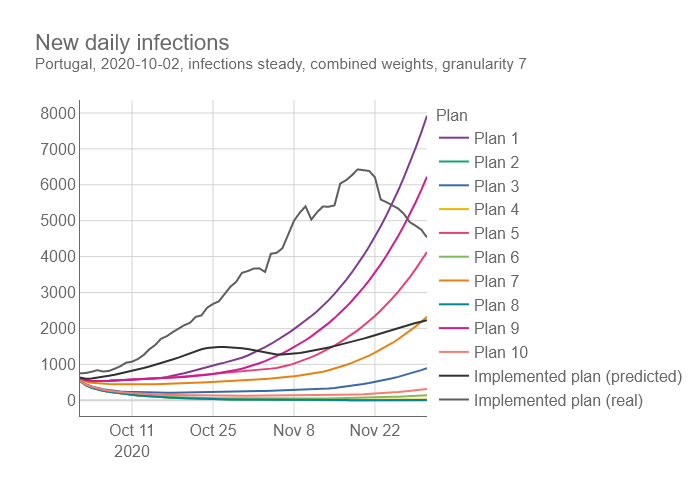 New daily infections
Portugal, 2020-10-02, infections steady, combined weights, granularity 7
8000
7000
6000
5000
4000
3000
2000
1000
0
Oct 11
2020
Oct 25
Nov 8
Nov 22
Plan
Plan 1
Plan 2
Plan 3
Plan 4
Plan 5
Plan 6
Plan 7
Plan 8
Plan 9
Plan 10
Implemented plan (predicted)
Implemented plan (real)